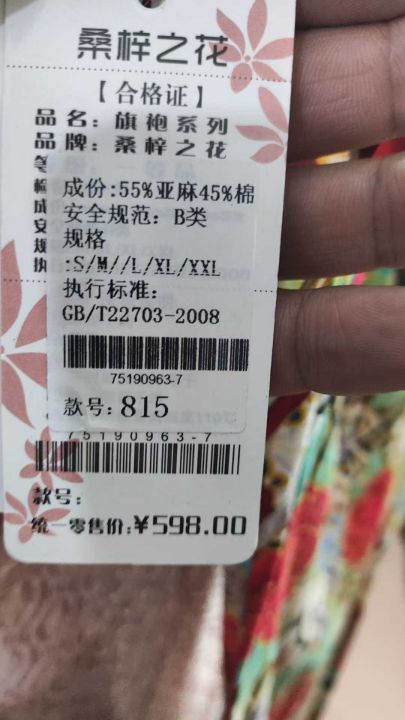 桑梓之花
【合格证】
品名：旗袍系列
品牌：桑梓之花
成份:55%亚麻45%棉
安全规范：B类
规格
:S/M//L/XL/XXL
执行标准：
GB/T22703-2008
75190963-7
款号：815
75190963-7
款号：
统一零售价:¥598.00